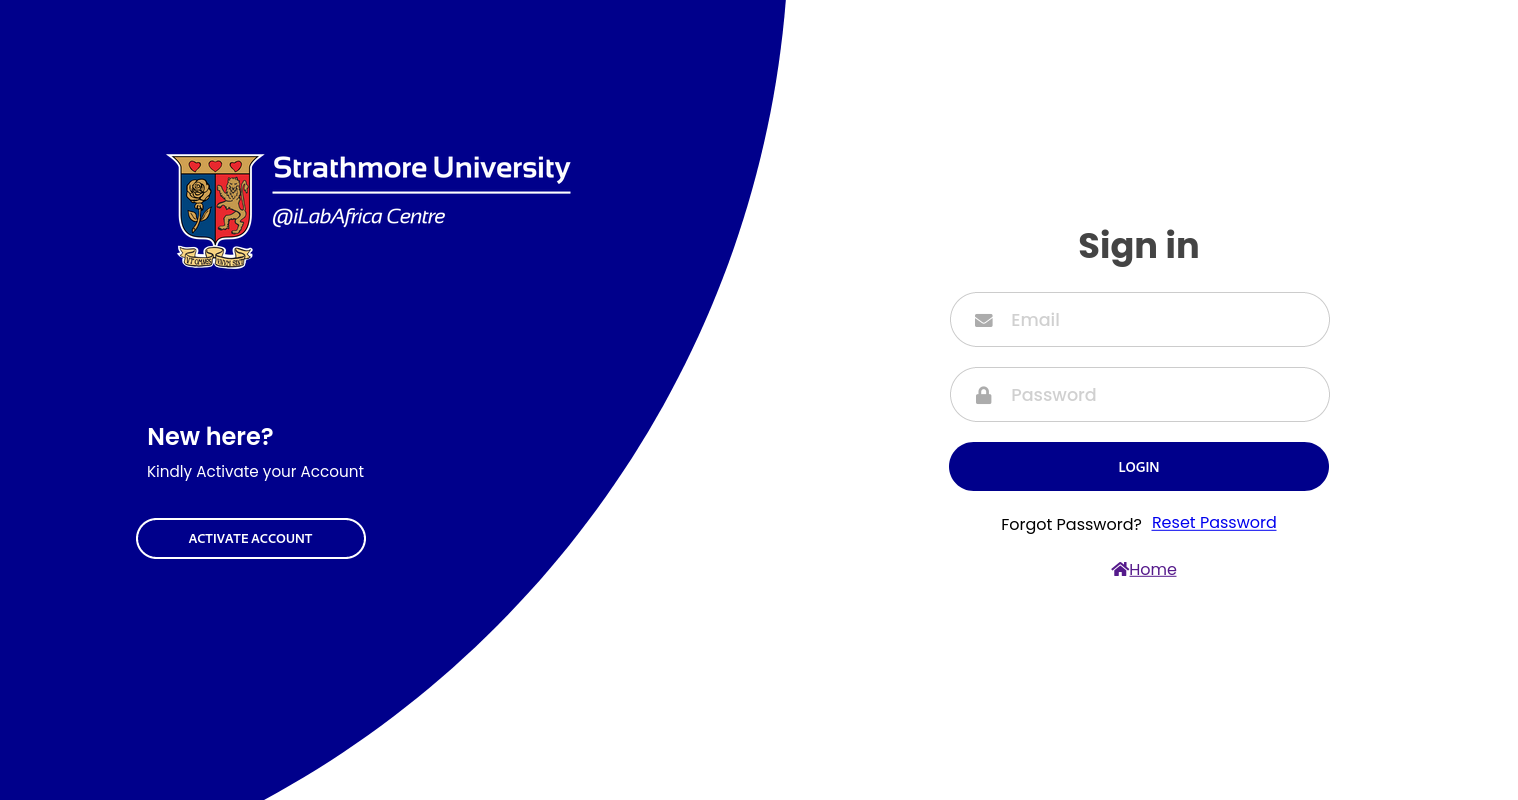 Strathmore University
@iLabAfrica Centre
New here?
Kindly Activate your Account
ACTIVATE ACCOUNT
Sign in
Email
Password
LOGIN
Forgot Password? Reset Password
Home